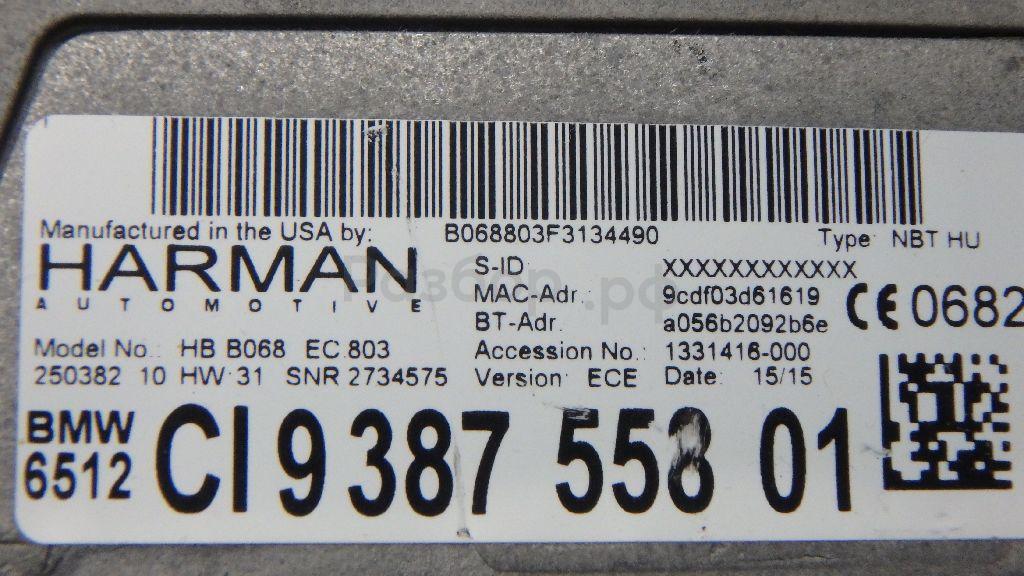 Manufactured in the USA by:
HARMAN
AUTOMOTIVE
B068803F3134490
Type NBT HU
S-ID XXXXXXXXXXXX
MAC-Adr. 9cdf03d61619
BT-Adr. a056b2092b6e
CE 0682
Model No.: HB B068 EC.803
Accession No.: 1331416-000
250382 10 HW:31 SNR 2734575
Version: ECE Date: 15/15
BMW
6512
CI 9 387 558 01
Разбор.рф